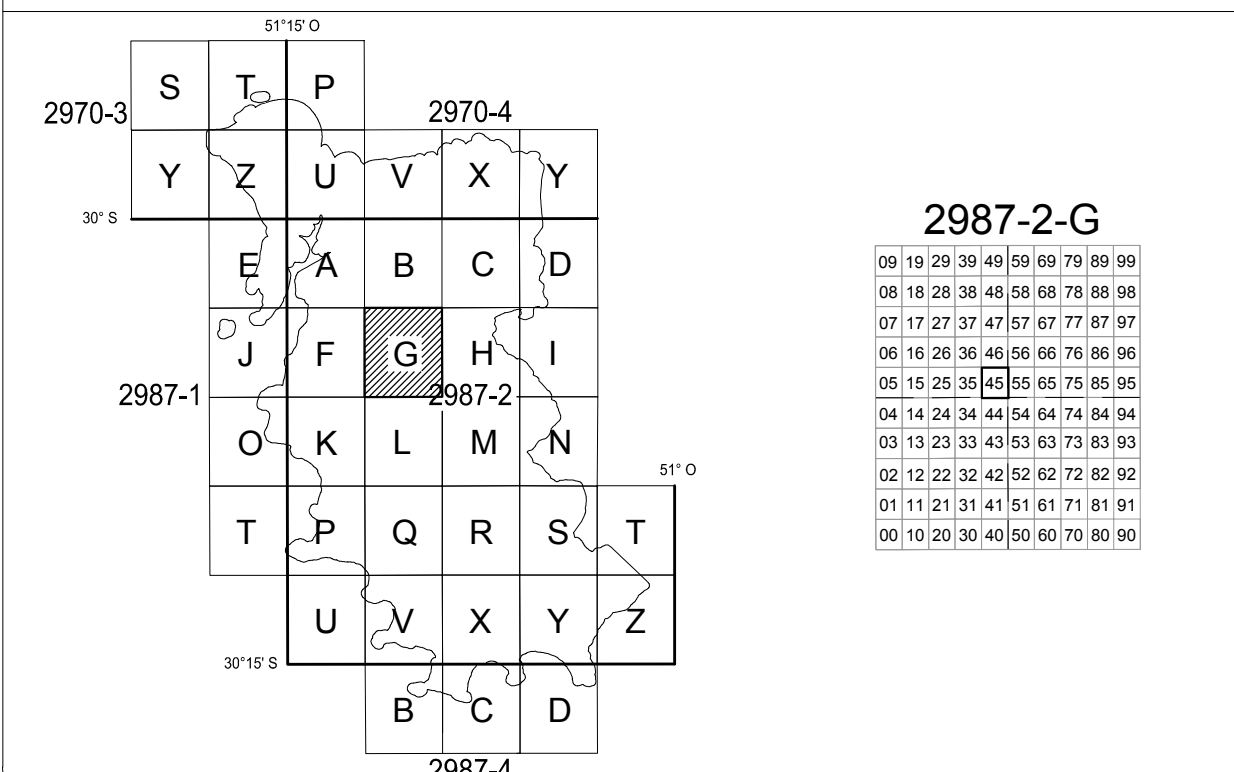 51°15' O
S T P
2970-3
2970-4
Y Z U V X Y
30° S
E A B C D
J F G H I
2987-1
2987-2
O K L M N
51° O
T P Q R S T
U V X Y Z
30°15' S
B C D
2987-4
2987-2-G
09 19 29 39 49 59 69 79 89 99
08 18 28 38 48 58 68 78 88 98
07 17 27 37 47 57 67 77 87 97
06 16 26 36 46 56 66 76 86 96
05 15 25 35 45 55 65 75 85 95
04 14 24 34 44 54 64 74 84 94
03 13 23 33 43 53 63 73 83 93
02 12 22 32 42 52 62 72 82 92
01 11 21 31 41 51 61 71 81 91
00 10 20 30 40 50 60 70 80 90